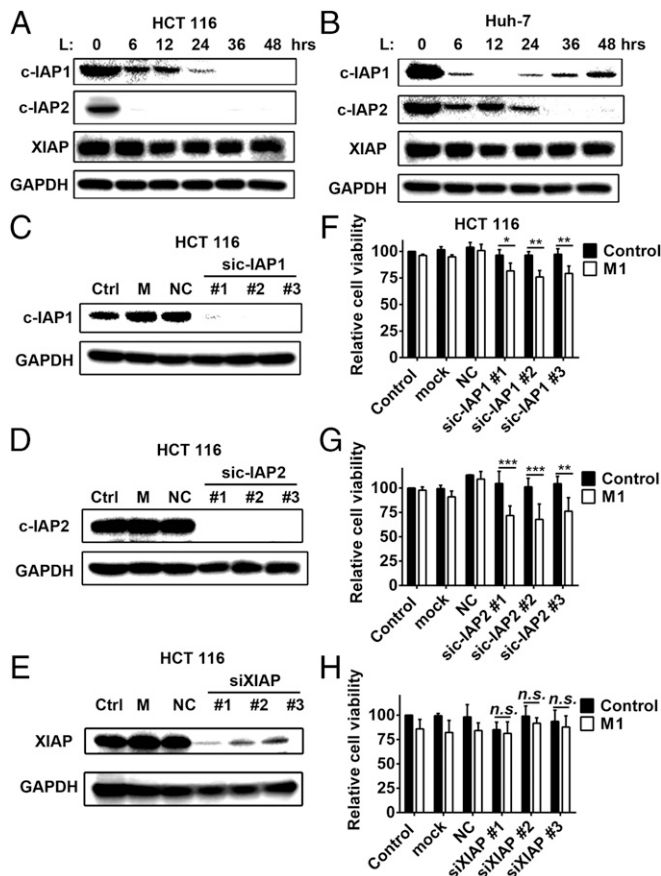 A
HCT 116
L: 0 6 12 24 36 48 hrs
c-IAP1
c-IAP2
XIAP
GAPDH
B
Huh-7
L: 0 6 12 24 36 48 hrs
c-IAP1
c-IAP2
XIAP
GAPDH
C
HCT 116
sic-IAP1
Ctrl M NC #1 #2 #3
c-IAP1
GAPDH
D
HCT 116
sic-IAP2
Ctrl M NC #1 #2 #3
c-IAP2
GAPDH
E
HCT 116
siXIAP
Ctrl M NC #1 #2 #3
XIAP
GAPDH
F
HCT 116
Relative cell viability
100
75
50
25
0
* ** **
Control
M1
Control
mock
NC
sic-IAP1 #1
sic-IAP1 #2
sic-IAP1 #3
G
Relative cell viability
100
75
50
25
0
*** *** **
Control
M1
Control
mock
NC
sic-IAP2 #1
sic-IAP2 #2
sic-IAP2 #3
H
Relative cell viability
100
75
50
25
0
n.s. n.s. n.s.
Control
M1
Control
mock
NC
siXIAP #1
siXIAP #2
siXIAP #3